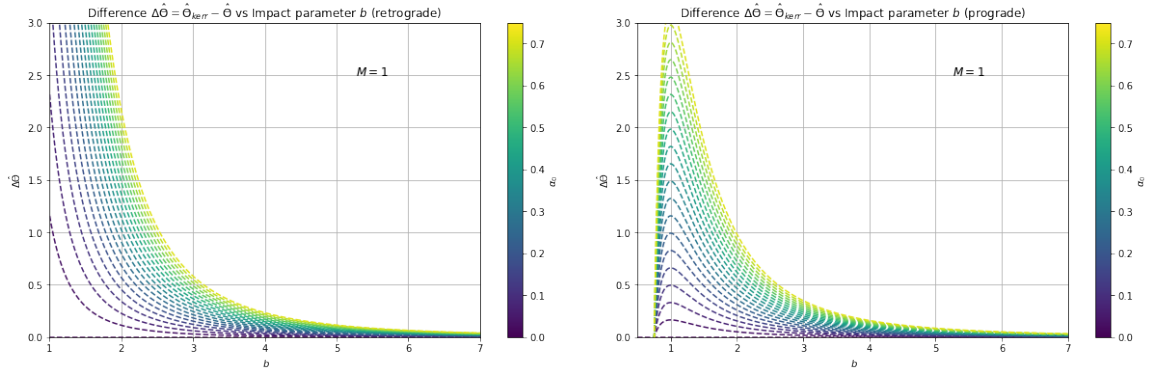 Difference ΔΘ̂ = Θ̂kerr − Θ̂ vs Impact parameter b (retrograde)
3.0
2.5
2.0
1.5
1.0
0.5
0.0
ΔΘ̂
M = 1
1 2 3 4 5 6 7
b
0.7
0.6
0.5
0.4
0.3
0.2
0.1
0.0
α₀
Difference ΔΘ̂ = Θ̂kerr − Θ̂ vs Impact parameter b (prograde)
3.0
2.5
2.0
1.5
1.0
0.5
0.0
ΔΘ̂
M = 1
1 2 3 4 5 6 7
b
0.7
0.6
0.5
0.4
0.3
0.2
0.1
0.0
α₀